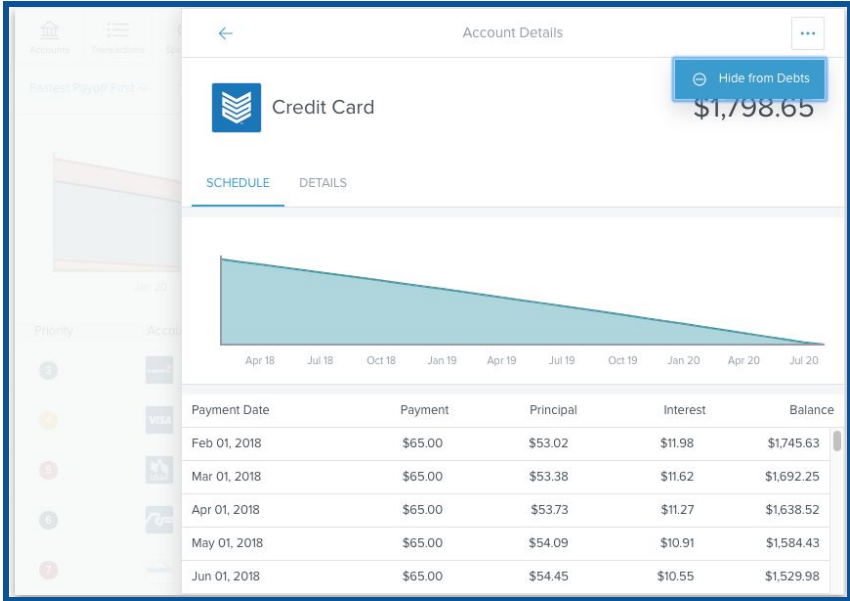 Accounts Transactions
Account Details
Fastest Payoff First
Hide from Debts
Credit Card
$1,798.65
SCHEDULE DETAILS
Jan 20
Apr 18 Jul 18 Oct 18 Jan 19 Apr 19 Jul 19 Oct 19 Jan 20 Apr 20 Jul 20
Priority
Payment Date Payment Principal Interest Balance
Feb 01, 2018 $65.00 $53.02 $11.98 $1,745.63
VISA
Mar 01, 2018 $65.00 $53.38 $11.62 $1,692.25
Apr 01, 2018 $65.00 $53.73 $11.27 $1,638.52
May 01, 2018 $65.00 $54.09 $10.91 $1,584.43
Jun 01, 2018 $65.00 $54.45 $10.55 $1,529.98